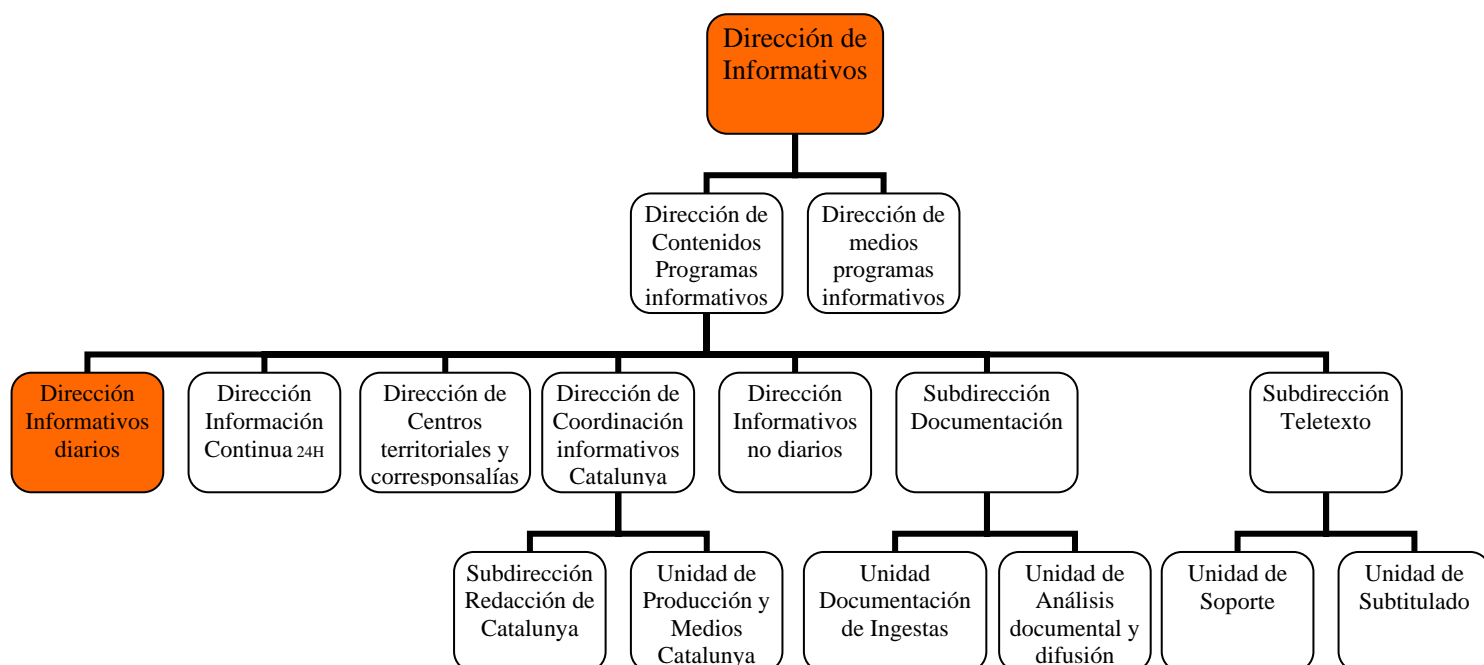 Dirección de
Informativos
Dirección de
Contenidos
Programas
informativos
Dirección de
medios
programas
informativos
Dirección
Informativos
diarios
Dirección
Información
Continua 24H
Dirección de
Centros
territoriales y
corresponsalías
Dirección de
Coordinación
informativos
Catalunya
Dirección
Informativos
no diarios
Subdirección
Documentación
Subdirección
Teletexto
Subdirección
Redacción de
Catalunya
Unidad de
Producción y
Medios
Catalunya
Unidad
Documentación
de Ingestas
Unidad de
Análisis
documental y
difusión
Unidad de
Soporte
Unidad de
Subtitulado